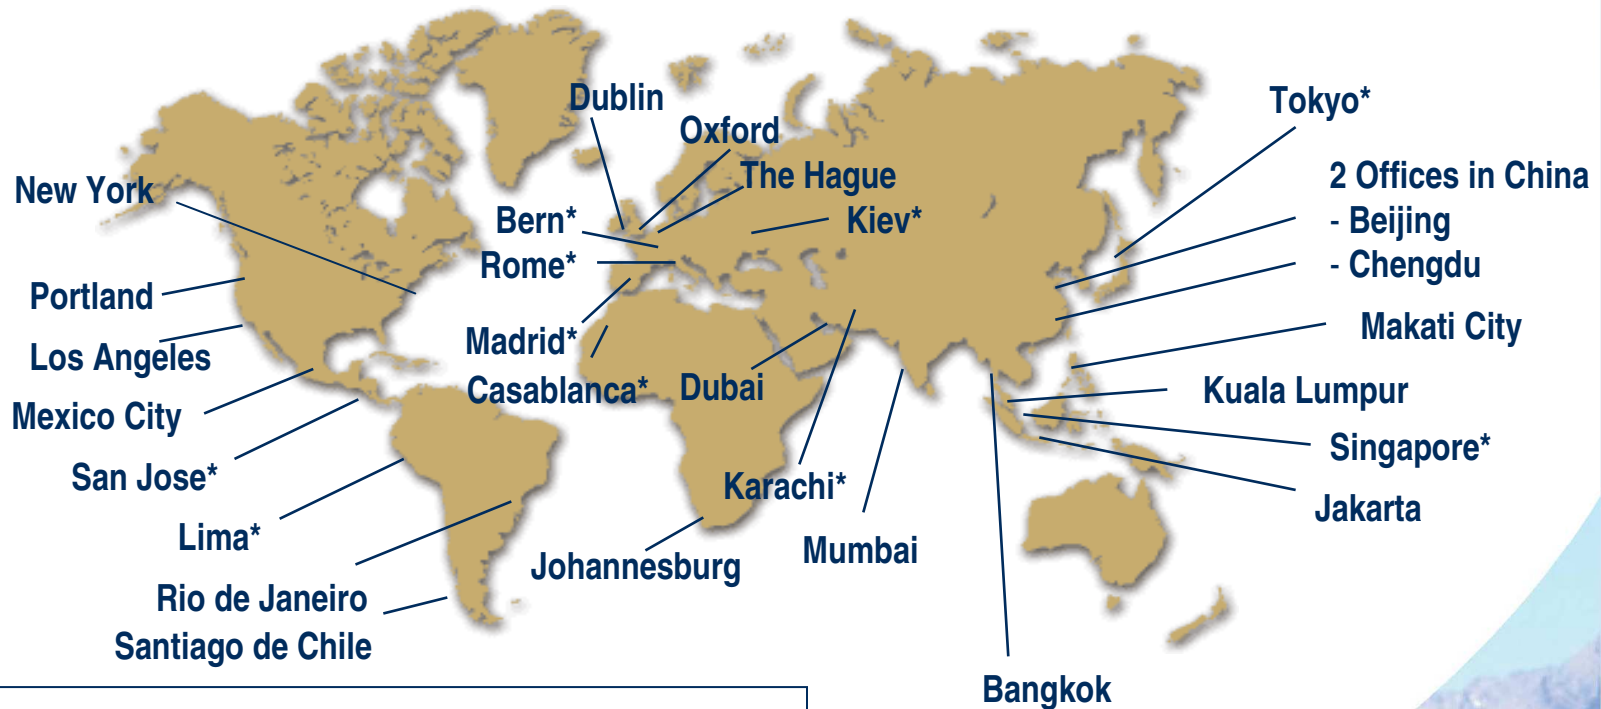 Dublin
Oxford
The Hague
Tokyo*
2 Offices in China
- Beijing
- Chengdu
New York
Bern*
Kiev*
Rome*
Portland
Los Angeles
Madrid*
Makati City
Casablanca*
Dubai
Kuala Lumpur
Mexico City
Singapore*
San Jose*
Karachi*
Jakarta
Lima*
Johannesburg
Mumbai
Rio de Janeiro
Santiago de Chile
Bangkok